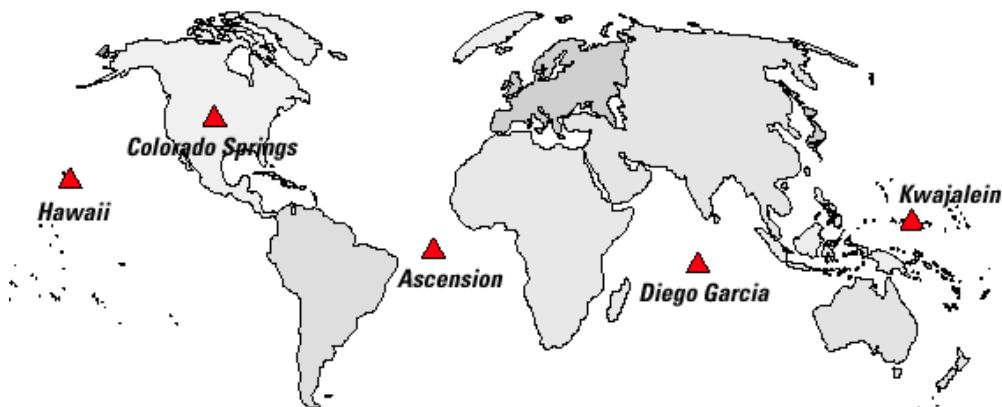 Colorado Springs
Hawaii
Kwajalein
Ascension
Diego Garcia